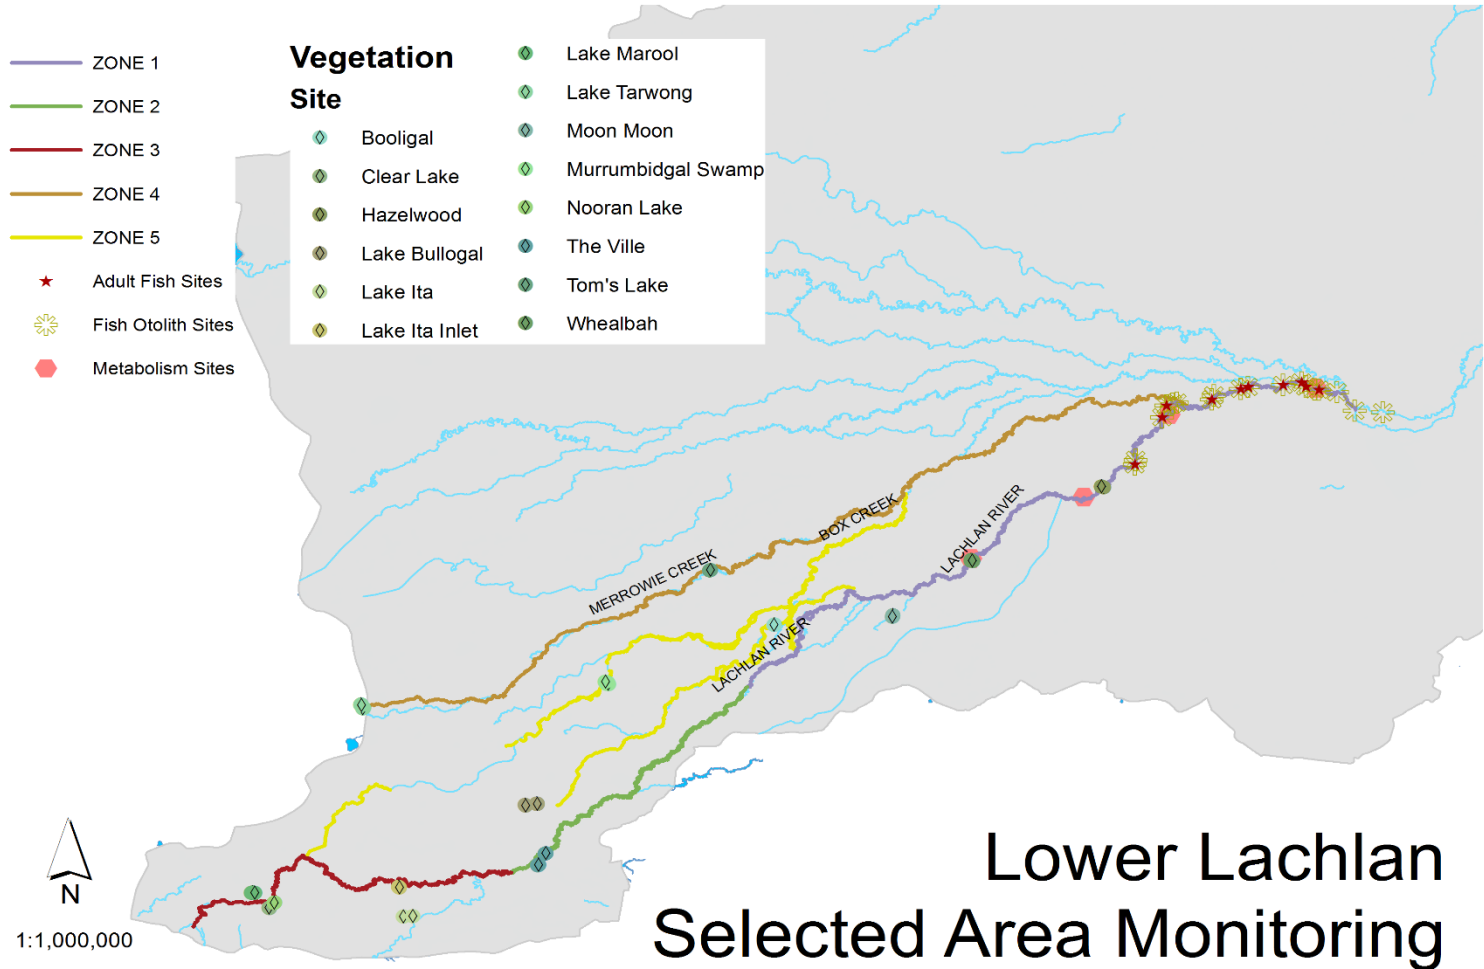 ZONE 1
ZONE 2
ZONE 3
ZONE 4
ZONE 5
Adult Fish Sites
Fish Otolith Sites
Metabolism Sites
Vegetation
Site
Booligal
Clear Lake
Hazelwood
Lake Bullogal
Lake Ita
Lake Ita Inlet
Lake Marool
Lake Tarwong
Moon Moon
Murrumbidgal Swamp
Nooran Lake
The Ville
Tom's Lake
Whealbah
BOX CREEK
LACHLAN RIVER
MERROWIE CREEK
LACHLAN RIVER
N
1:1,000,000
Lower Lachlan
Selected Area Monitoring